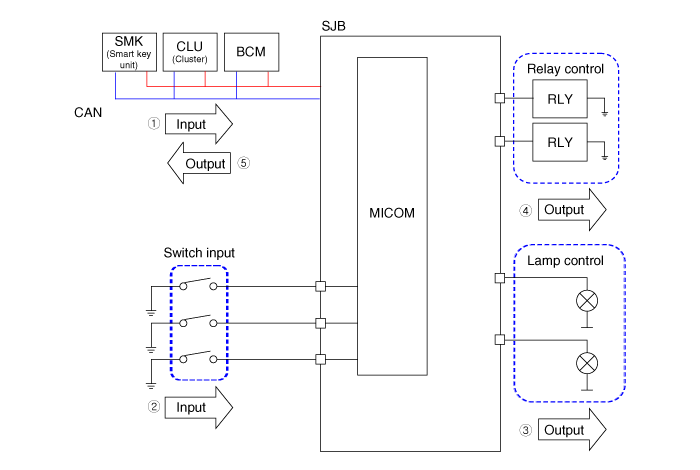 SJB
SMK
(Smart key
unit)
CLU
(Cluster)
BCM
CAN
① Input
Output ⑤
Switch input
② Input
MICOM
Relay control
RLY
RLY
④ Output
Lamp control
③ Output